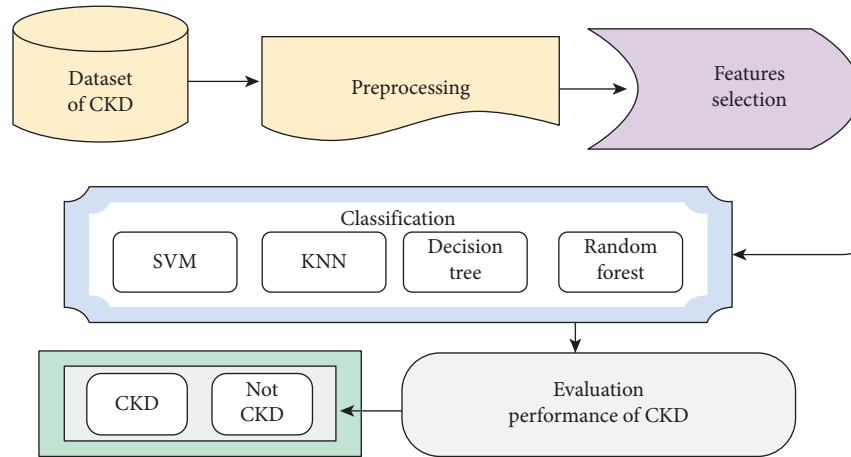 Dataset
of CKD
Preprocessing
Features
selection
Classification
SVM
KNN
Decision
tree
Random
forest
Evaluation
performance of CKD
CKD
Not
CKD